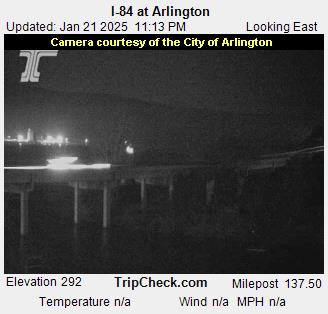 I-84 at Arlington
Updated: Jan 21 2025 11:13 PM Looking East
Camera courtesy of the City of Arlington
Elevation 292 TripCheck.com Milepost 137.50
Temperature n/a Wind n/a MPH n/a